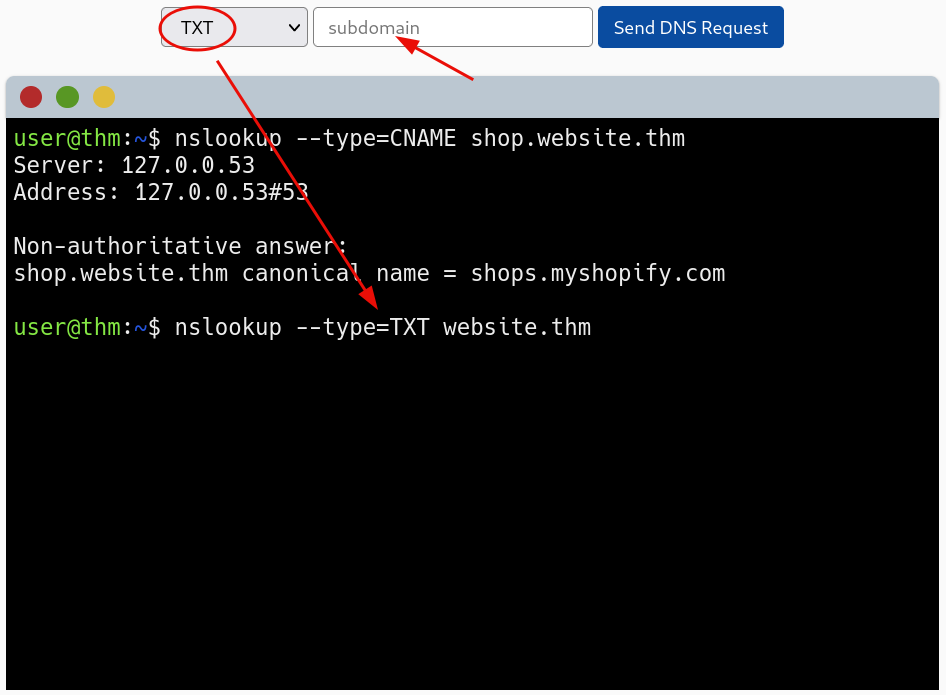 TXT subdomain Send DNS Request
user@thm:~$ nslookup --type=CNAME shop.website.thm
Server: 127.0.0.53
Address: 127.0.0.53#53
Non-authoritative answer:
shop.website.thm canonical name = shops.myshopify.com
user@thm:~$ nslookup --type=TXT website.thm